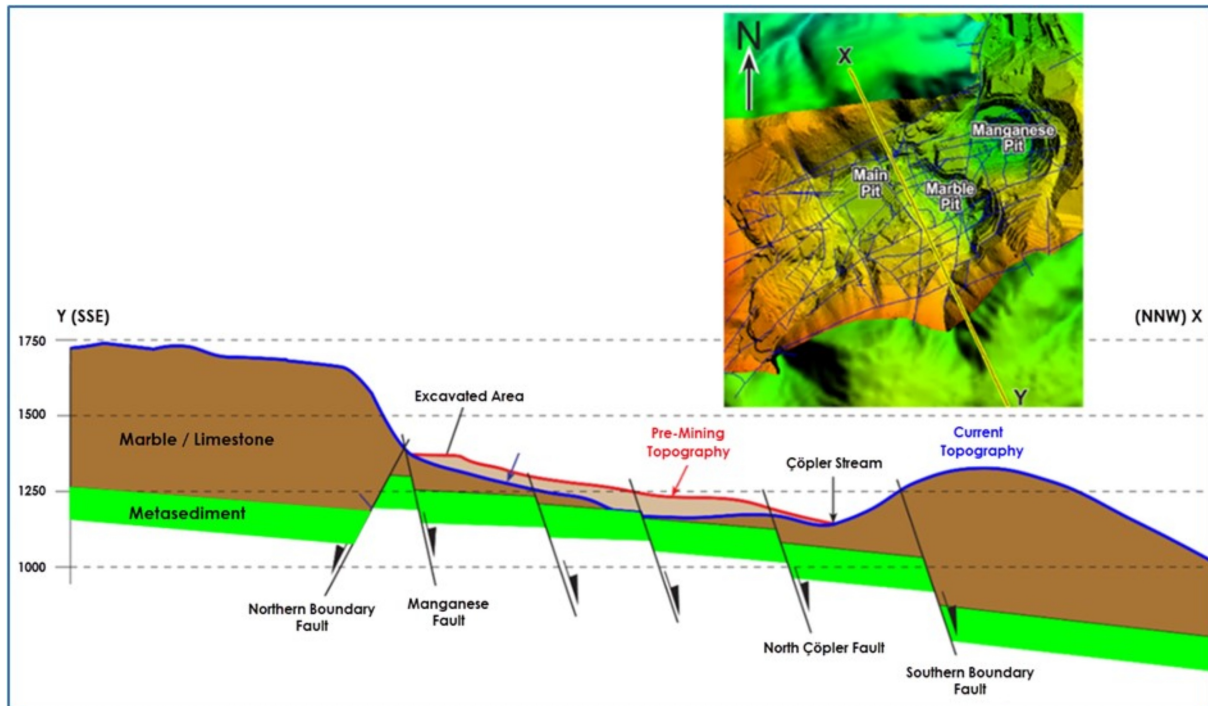 N
X
Manganese
Pit
Main
Pit
Marble
Pit
Y
Y (SSE)
(NNW) X
1750
1500
1250
1000
Excavated Area
Pre-Mining
Topography
Current
Topography
Çöpler Stream
Marble / Limestone
Metasediment
Northern Boundary
Fault
Manganese
Fault
North Çöpler Fault
Southern Boundary
Fault